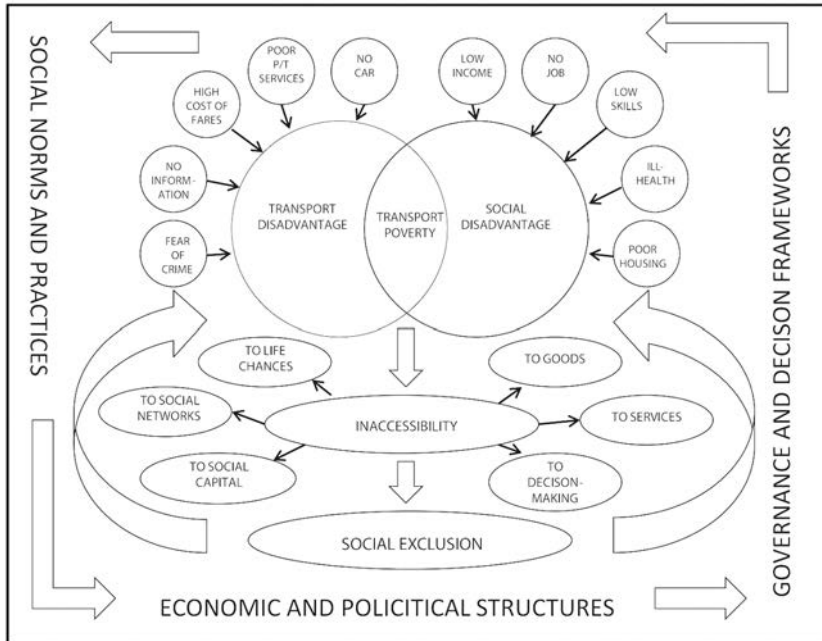 SOCIAL NORMS AND PRACTICES
POOR
P/T
SERVICES
NO
CAR
LOW
INCOME
NO
JOB
HIGH
COST OF
FARES
LOW
SKILLS
NO
INFORM-
ATION
ILL-
HEALTH
FEAR
OF
CRIME
POOR
HOUSING
TRANSPORT
DISADVANTAGE
TRANSPORT
POVERTY
SOCIAL
DISADVANTAGE
GOVERNANCE AND DECISON FRAMEWORKS
TO LIFE
CHANCES
TO GOODS
TO SOCIAL
NETWORKS
INACCESSIBILITY
TO SERVICES
TO SOCIAL
CAPITAL
TO
DECISON-
MAKING
SOCIAL EXCLUSION
ECONOMIC AND POLICITICAL STRUCTURES